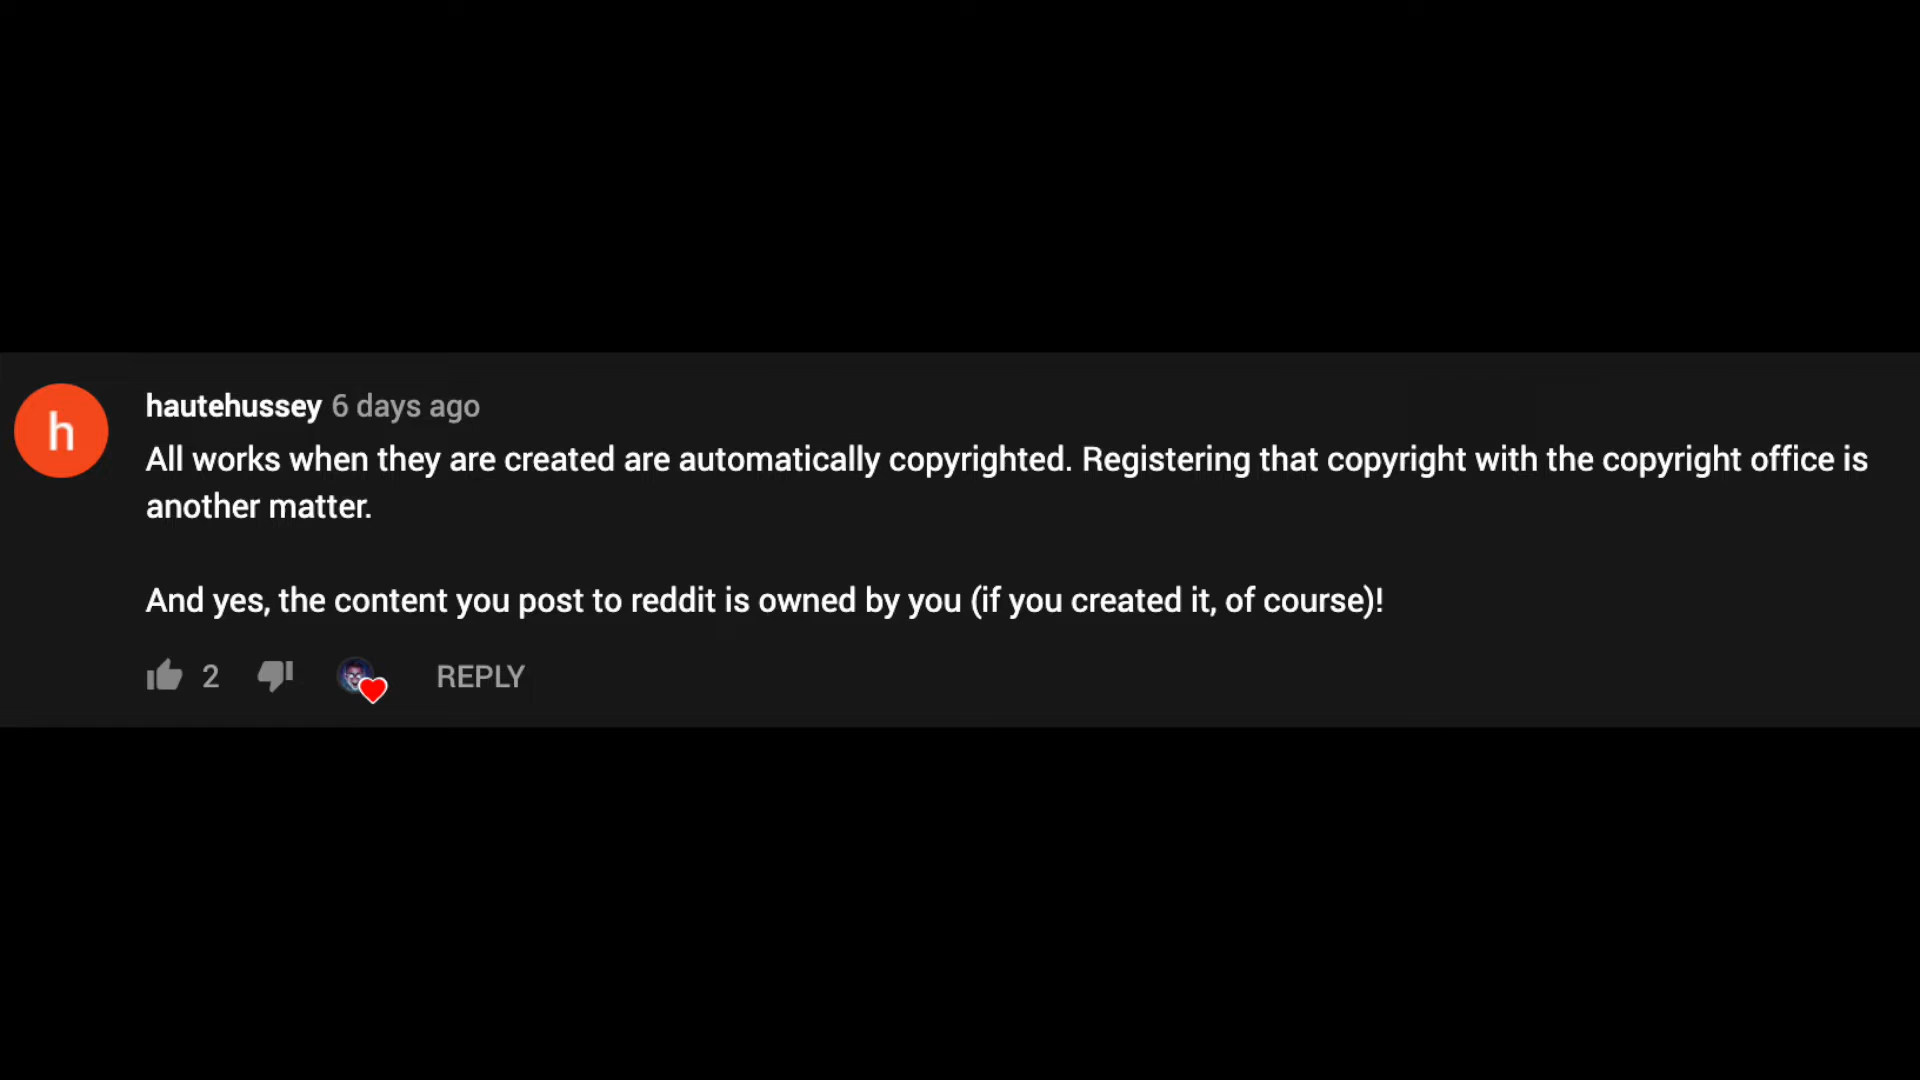 h
hautehussey 6 days ago
All works when they are created are automatically copyrighted. Registering that copyright with the copyright office is
another matter.
And yes, the content you post to reddit is owned by you (if you created it, of course)!
2 REPLY